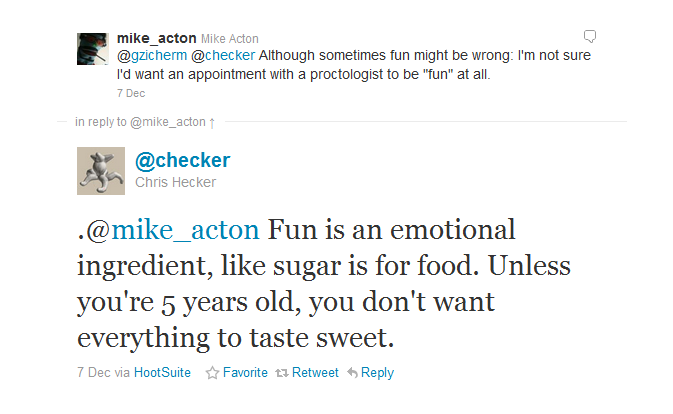 mike_acton Mike Acton
@gzicherm @checker Although sometimes fun might be wrong: I'm not sure
I'd want an appointment with a proctologist to be "fun" at all.
7 Dec
in reply to @mike_acton ↑
@checker
Chris Hecker
.@mike_acton Fun is an emotional
ingredient, like sugar is for food. Unless
you're 5 years old, you don't want
everything to taste sweet.
7 Dec via HootSuite Favorite Retweet Reply